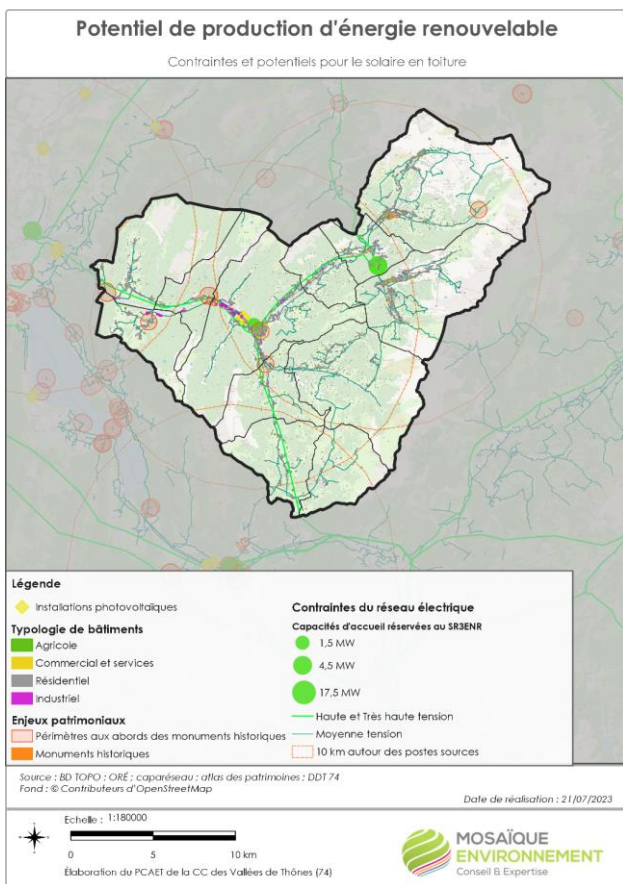 Potentiel de production d'énergie renouvelable
Contraintes et potentiels pour le solaire en toiture
Légende
Installations photovoltaïques
Typologie de bâtiments
Agricole
Commercial et services
Résidentiel
Industriel
Enjeux patrimoniaux
Périmètres aux abords des monuments historiques
Monuments historiques
Contraintes du réseau électrique
Capacités d'accueil réservées au SR3ENR
1,5 MW
4,5 MW
17,5 MW
Haute et Très haute tension
Moyenne tension
10 km autour des postes sources
Source : BD TOPO ; ORÉ ; caparéseau ; atlas des patrimoines ; DDT 74
Fond : © Contributeurs d'OpenStreetMap
Date de réalisation : 21/07/2023
Echelle : 1:180000
0 5 10 km
Élaboration du PCAET de la CC des Vallées de Thônes (74)
MOSAÏQUE
ENVIRONNEMENT
Conseil & Expertise